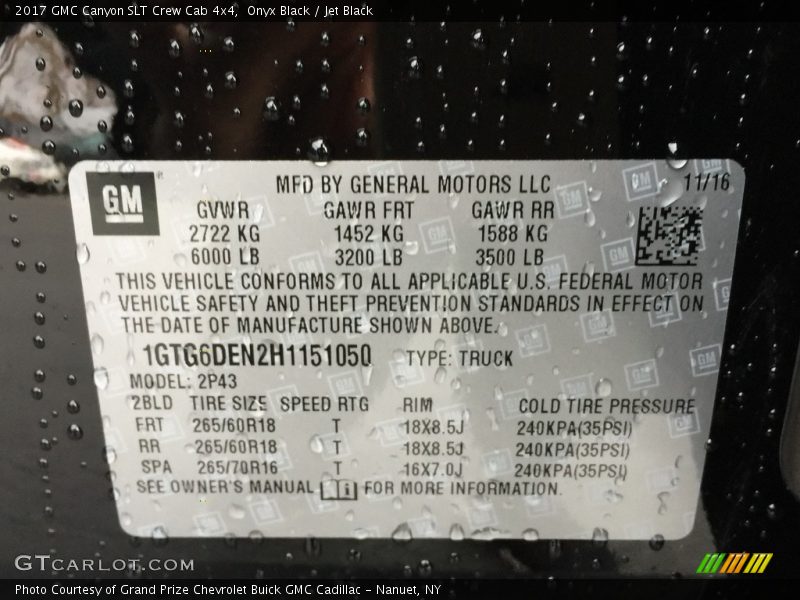 2017 GMC Canyon SLT Crew Cab 4x4, Onyx Black / Jet Black
GM
MFD BY GENERAL MOTORS LLC 11/16
GVWR GAWR FRT GAWR RR
2722 KG 1452 KG 1588 KG
6000 LB 3200 LB 3500 LB
THIS VEHICLE CONFORMS TO ALL APPLICABLE U.S. FEDERAL MOTOR
VEHICLE SAFETY AND THEFT PREVENTION STANDARDS IN EFFECT ON
THE DATE OF MANUFACTURE SHOWN ABOVE.
1GTG6DEN2H1151050 TYPE: TRUCK
MODEL: 2P43
2BLD TIRE SIZE SPEED RTG RIM COLD TIRE PRESSURE
FRT 265/60R18 T 18X8.5J 240KPA(35PSI)
RR 265/60R18 T 18X8.5J 240KPA(35PSI)
SPA 265/70R16 T 16X7.0J 240KPA(35PSI)
SEE OWNER'S MANUAL i FOR MORE INFORMATION.
GTCARLOT.COM
Photo Courtesy of Grand Prize Chevrolet Buick GMC Cadillac - Nanuet, NY